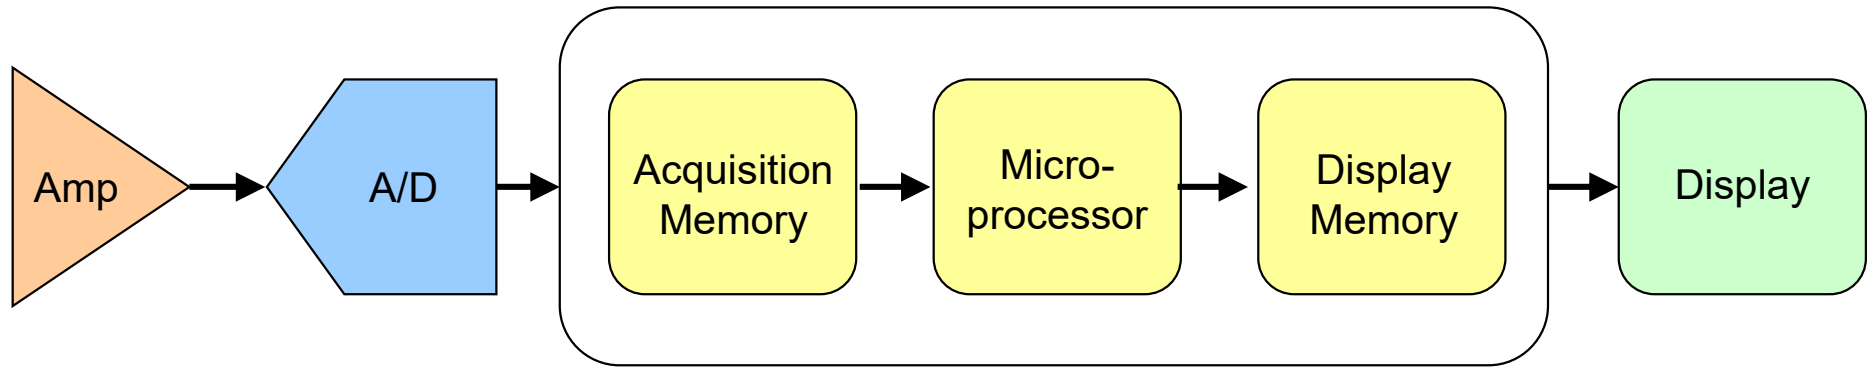 Amp
A/D
Acquisition
Memory
Micro-
processor
Display
Memory
Display